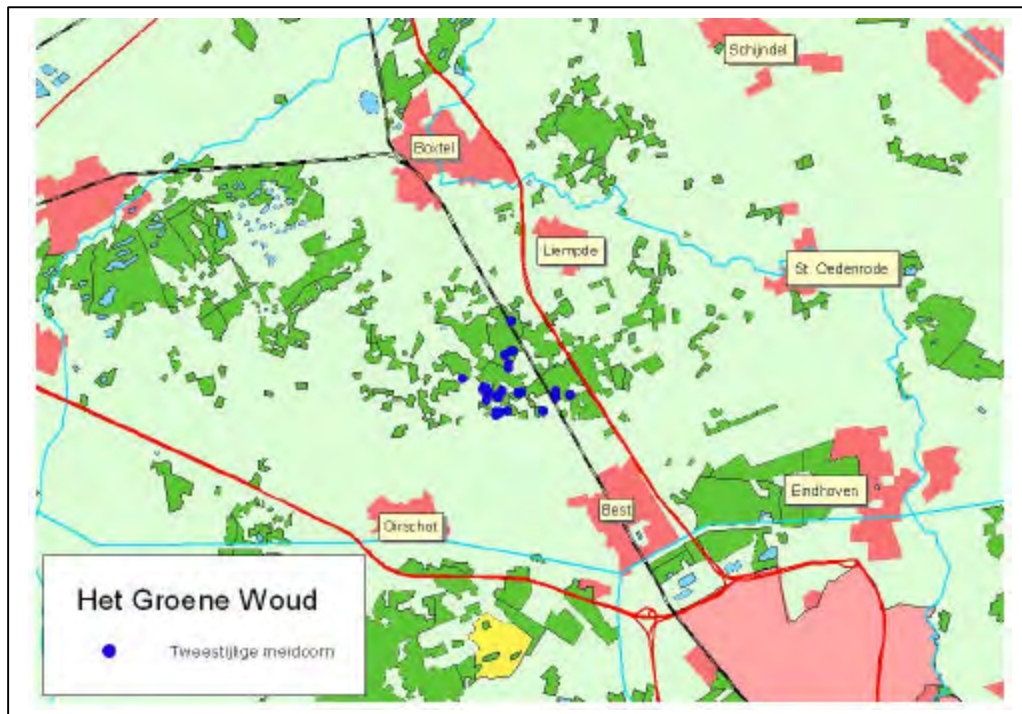 Schijndel
Boxtel
Liempde
St. Oedenrode
Eindhoven
Best
Oirschot
Het Groene Woud
Tweestijlige meidoorn